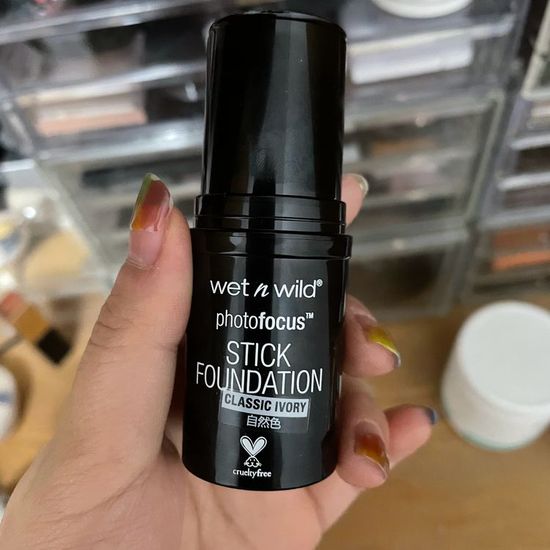 wet n wild®
photofocus™
STICK
FOUNDATION
CLASSIC IVORY
自然色
crueltyfree